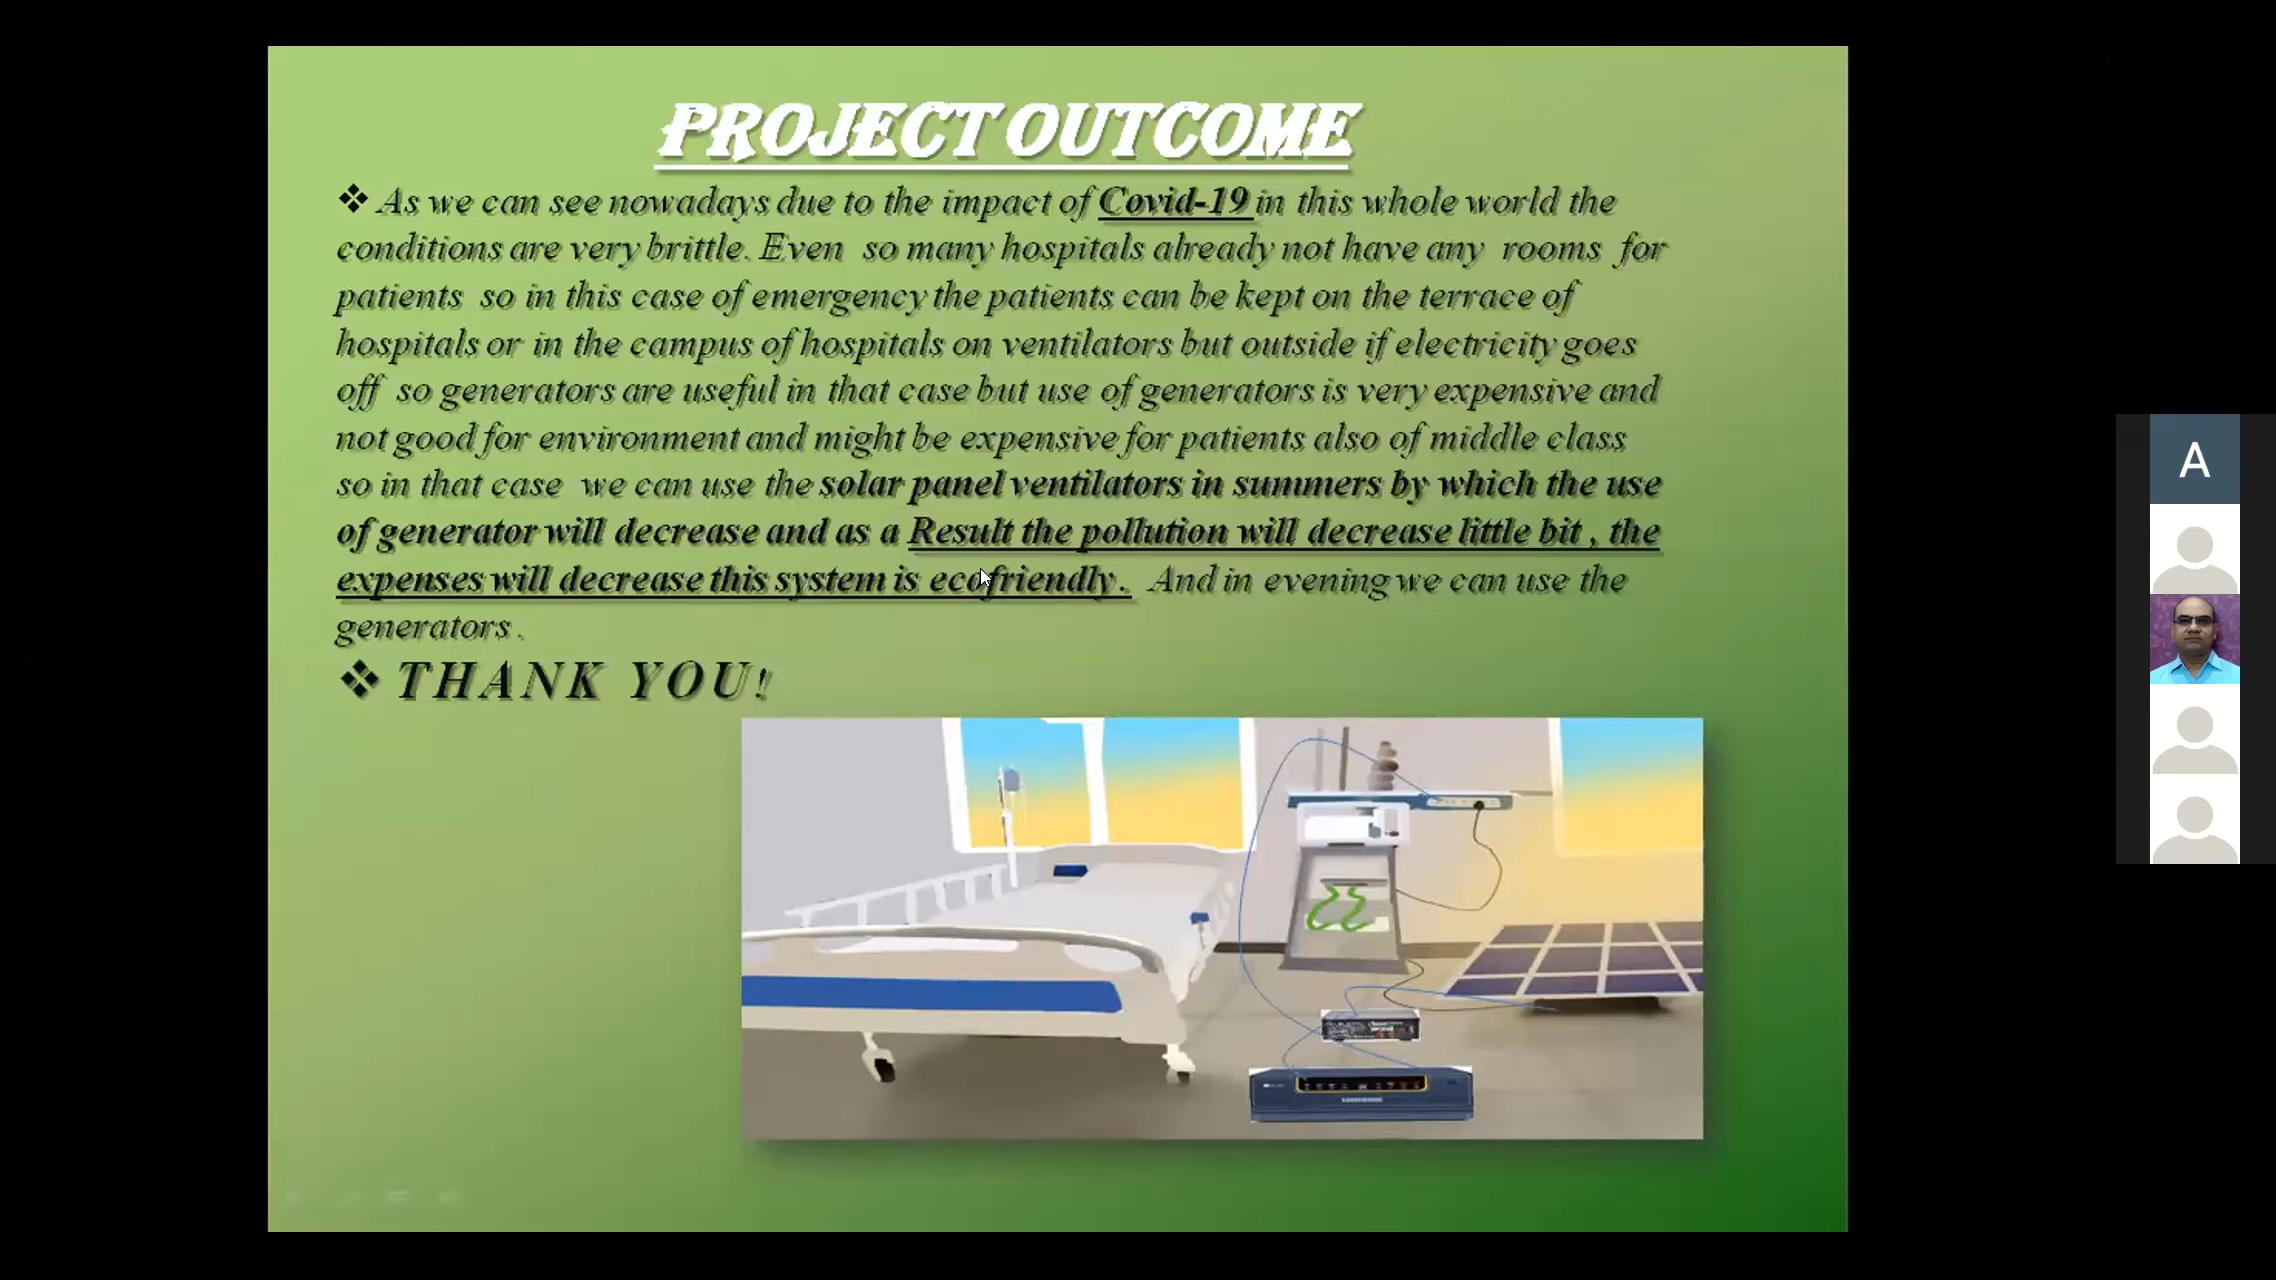 PROJECT OUTCOME
❖ As we can see nowadays due to the impact of Covid-19 in this whole world the
conditions are very brittle. Even so many hospitals already not have any rooms for
patients so in this case of emergency the patients can be kept on the terrace of
hospitals or in the campus of hospitals on ventilators but outside if electricity goes
off so generators are useful in that case but use of generators is very expensive and
not good for environment and might be expensive for patients also of middle class
so in that case we can use the solar panel ventilators in summers by which the use
of generator will decrease and as a Result the pollution will decrease little bit , the
expenses will decrease this system is ecofriendly. And in evening we can use the
generators .
❖ THANK YOU!
A